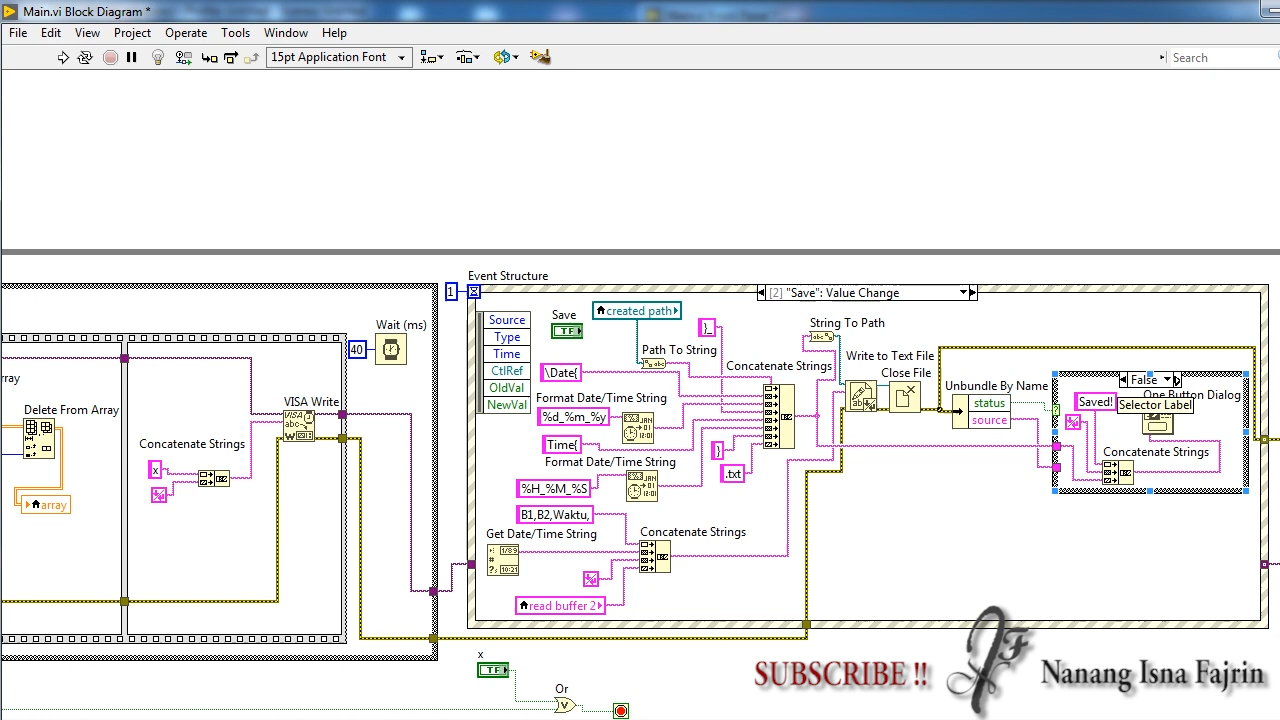 Main.vi Block Diagram *
File Edit View Project Operate Tools Window Help
15pt Application Font
Search
Event Structure
1
[2] "Save": Value Change
Source
Type
Time
CtlRef
OldVal
NewVal
Save
TF
created path
}_
String To Path
Path To String
Concatenate Strings
Write to Text File
Close File
\Date{
Format Date/Time String
%d_%m_%y
Time{
Format Date/Time String
%H_%M_%S
}
.txt
B1,B2,Waktu,
Get Date/Time String
Concatenate Strings
read buffer 2
Unbundle By Name
status
source
False
One Button Dialog
Saved!
Selector Label
Concatenate Strings
Wait (ms)
40
rray
Delete From Array
array
VISA Write
Concatenate Strings
x
x
TF
Or
SUBSCRIBE !!
Nanang Isna Fajrin